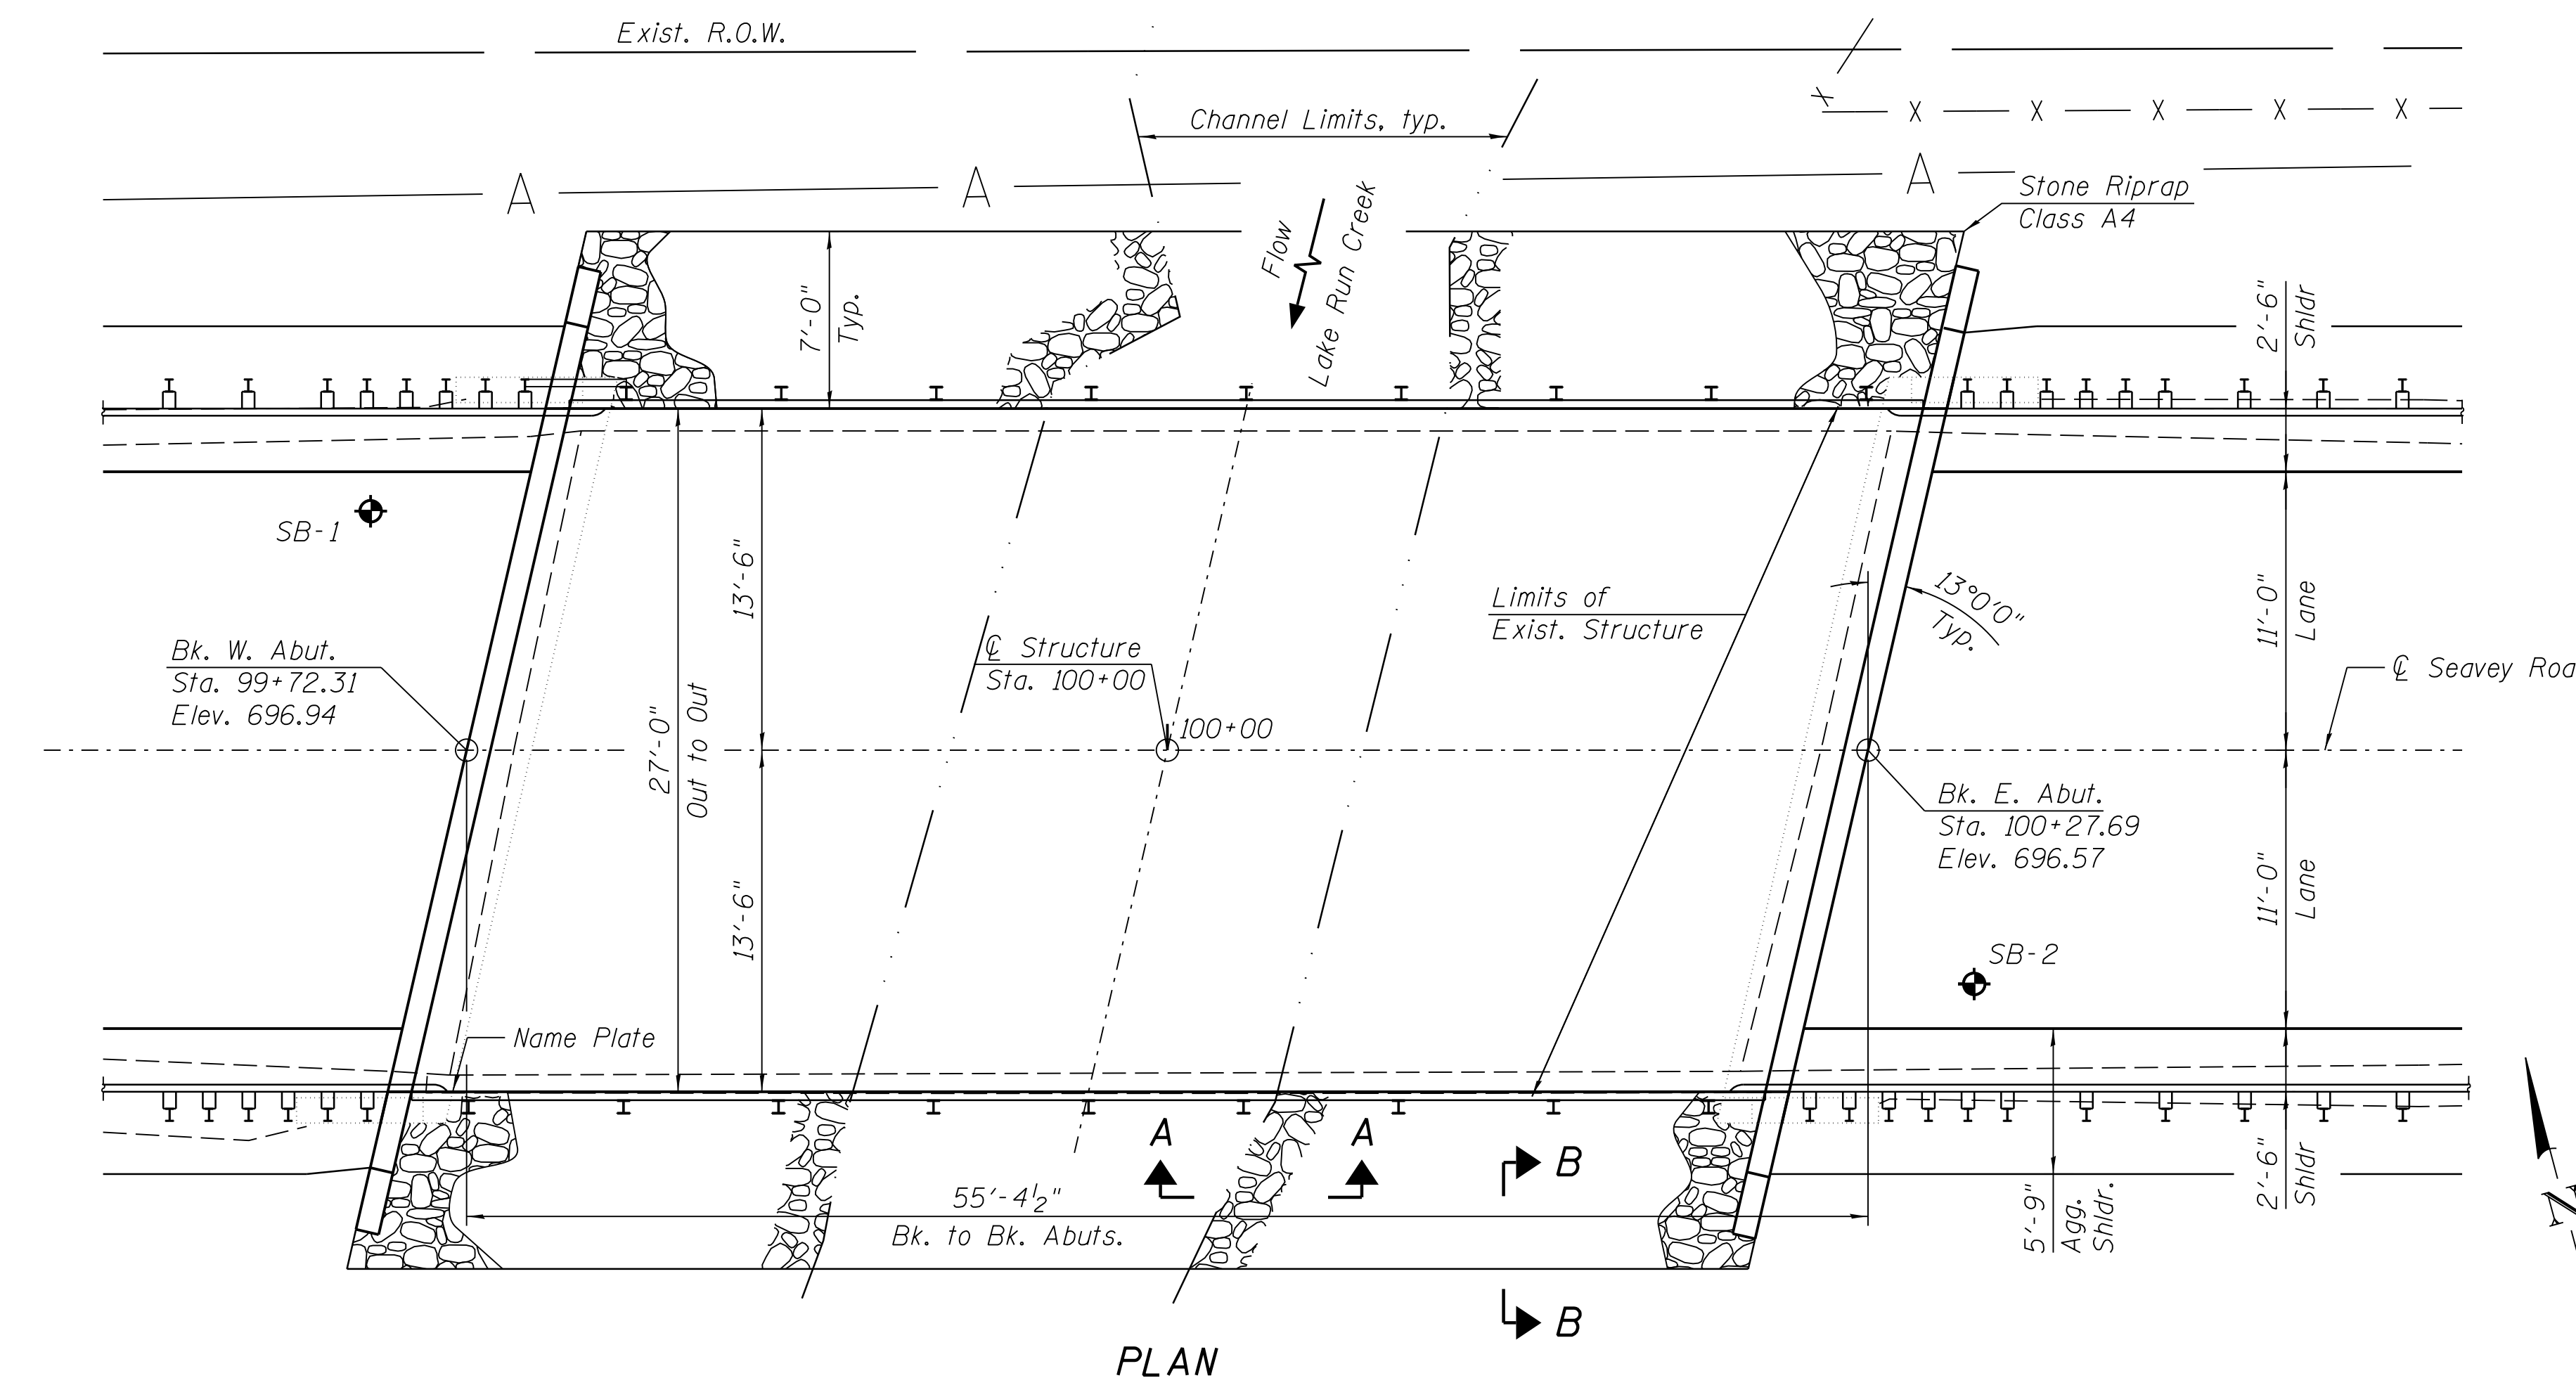 Exist. R.O.W.
Channel Limits, typ.
X X X X X X
A A A
Stone Riprap
Class A4
Flow
Lake Run Creek
7'-0"
Typ.
2'-6"
Shldr
SB-1
13'-6"
Limits of
Exist. Structure
13°0'0"
Typ.
11'-0"
Lane
Bk. W. Abut.
Sta. 99+72.31
Elev. 696.94
27'-0"
Out to Out
℄ Structure
Sta. 100+00
100+00
℄ Seavey Roa
Bk. E. Abut.
Sta. 100+27.69
Elev. 696.57
13'-6"
11'-0"
Lane
SB-2
Name Plate
A A
B
55'-4½"
Bk. to Bk. Abuts.
5'-9"
Agg.
Shldr.
2'-6"
Shldr
B
PLAN